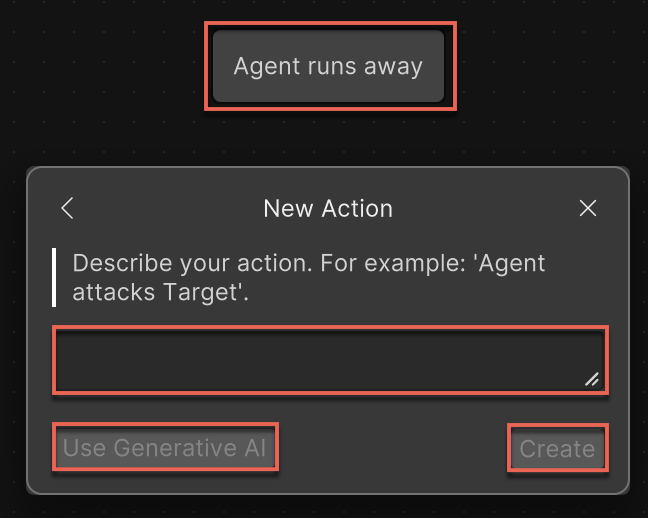 Agent runs away
New Action
Describe your action. For example: 'Agent
attacks Target'.
Use Generative AI
Create